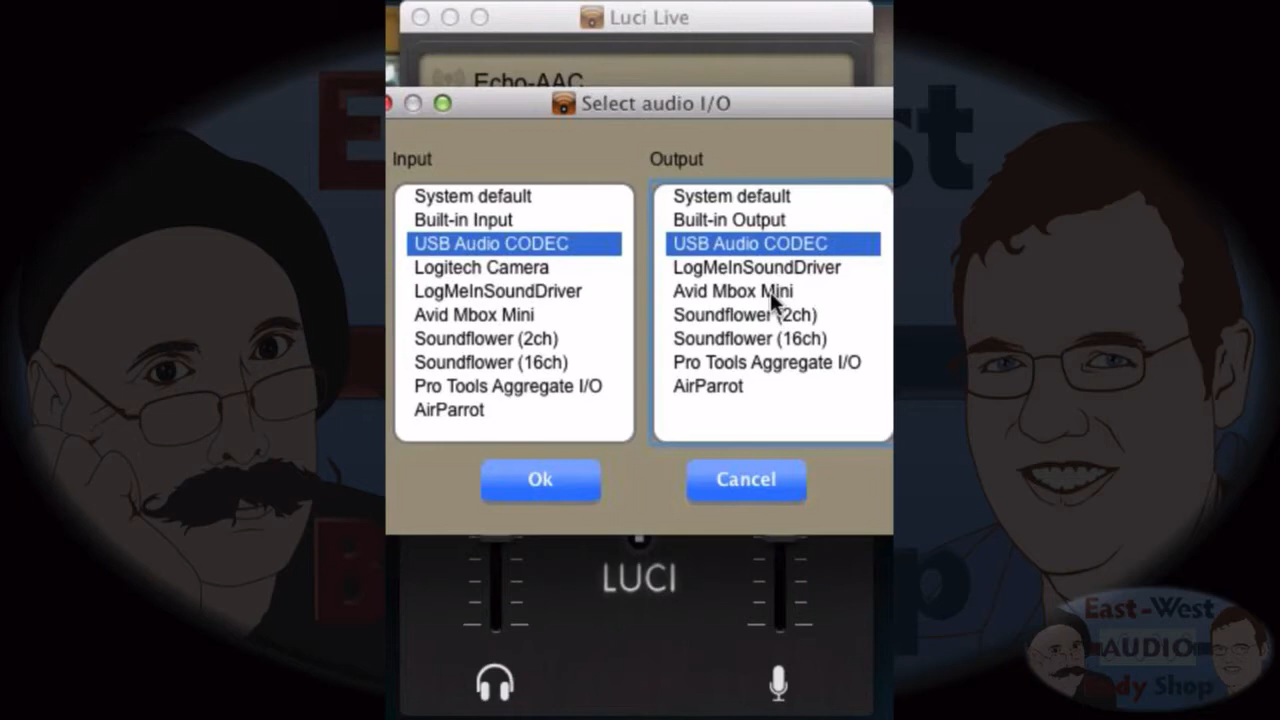 Luci Live
Echo-AAC
Select audio I/O
Input
System default
Built-in Input
USB Audio CODEC
Logitech Camera
LogMeInSoundDriver
Avid Mbox Mini
Soundflower (2ch)
Soundflower (16ch)
Pro Tools Aggregate I/O
AirParrot
Output
System default
Built-in Output
USB Audio CODEC
LogMeInSoundDriver
Avid Mbox Mini
Soundflower (2ch)
Soundflower (16ch)
Pro Tools Aggregate I/O
AirParrot
Ok
Cancel
LUCI
East-West
AUDIO
Body Shop